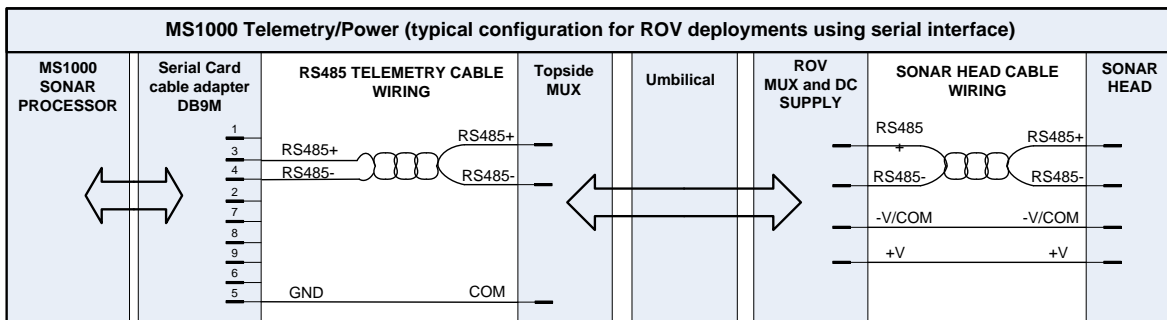 MS1000 Telemetry/Power (typical configuration for ROV deployments using serial interface)
MS1000
SONAR
PROCESSOR
Serial Card
cable adapter
DB9M
RS485 TELEMETRY CABLE
WIRING
Topside
MUX
Umbilical
ROV
MUX and DC
SUPPLY
SONAR HEAD CABLE
WIRING
SONAR
HEAD
1
3
4
2
7
8
9
6
5
RS485+
RS485-
GND
RS485+
RS485-
COM
RS485
+
RS485-
-V/COM
+V
RS485+
RS485-
-V/COM
+V